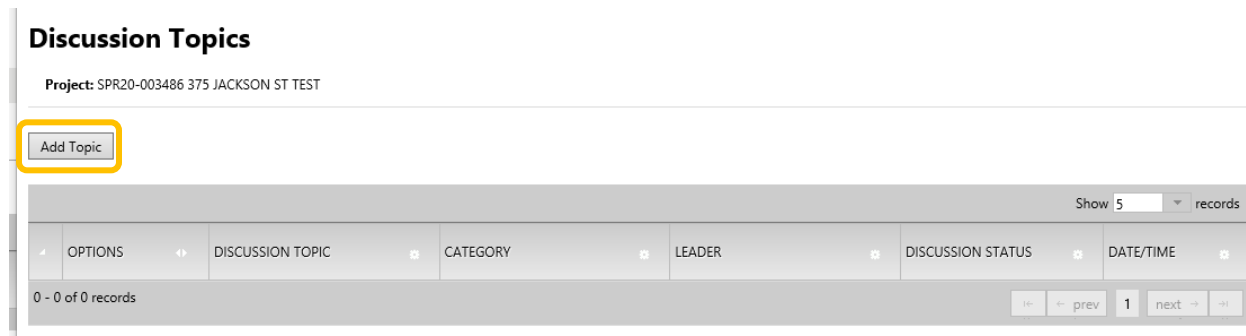 Discussion Topics
Project: SPR20-003486 375 JACKSON ST TEST
Add Topic
Show 5 records
OPTIONS DISCUSSION TOPIC CATEGORY LEADER DISCUSSION STATUS DATE/TIME
0 - 0 of 0 records ← prev 1 next →